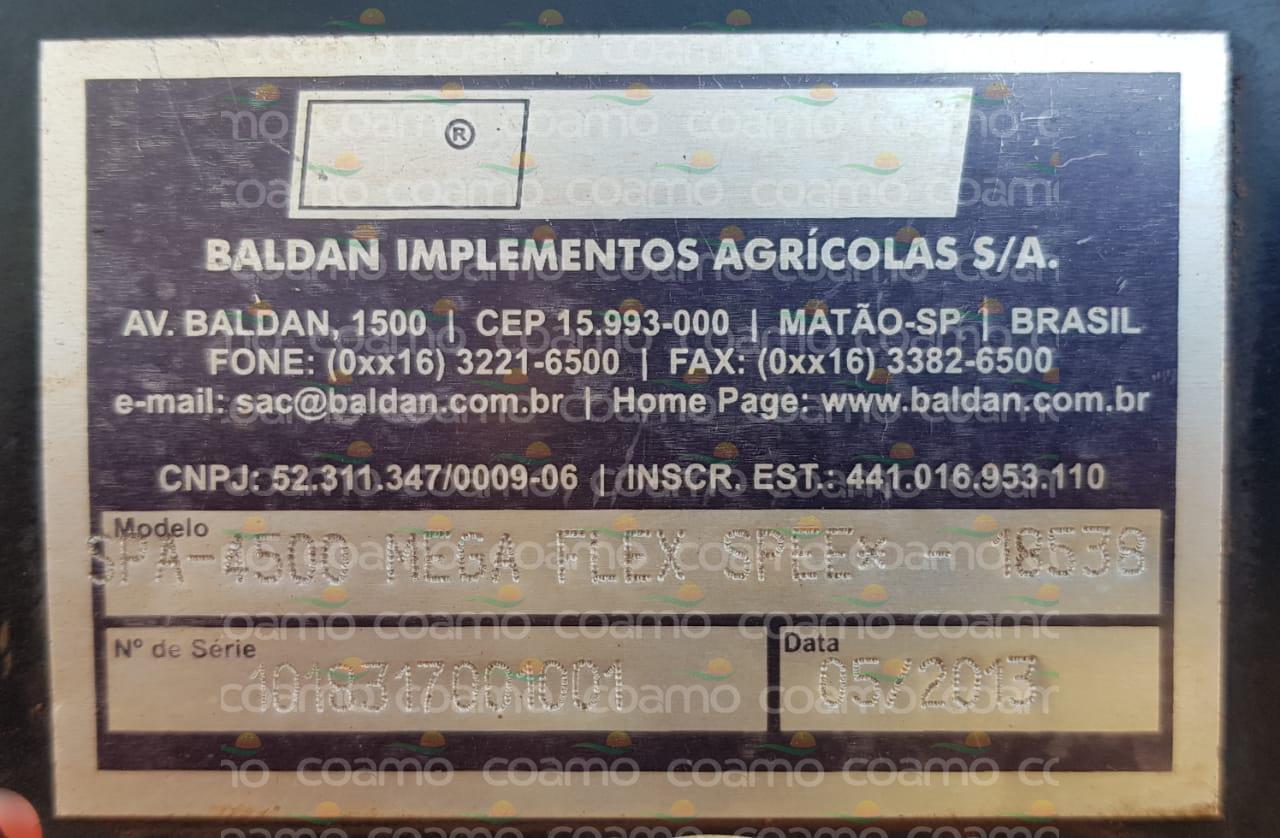 ®
BALDAN IMPLEMENTOS AGRÍCOLAS S/A.
AV. BALDAN, 1500 | CEP 15.993-000 | MATÃO-SP | BRASIL
FONE: (0xx16) 3221-6500 | FAX: (0xx16) 3382-6500
e-mail: sac@baldan.com.br | Home Page: www.baldan.com.br
CNPJ: 52.311.347/0009-06 | INSCR. EST.: 441.016.953.110
Modelo
SPA-4500 MEGA FLEX SPEEx - 18538
Nº de Série
Data
05/2013
coamo